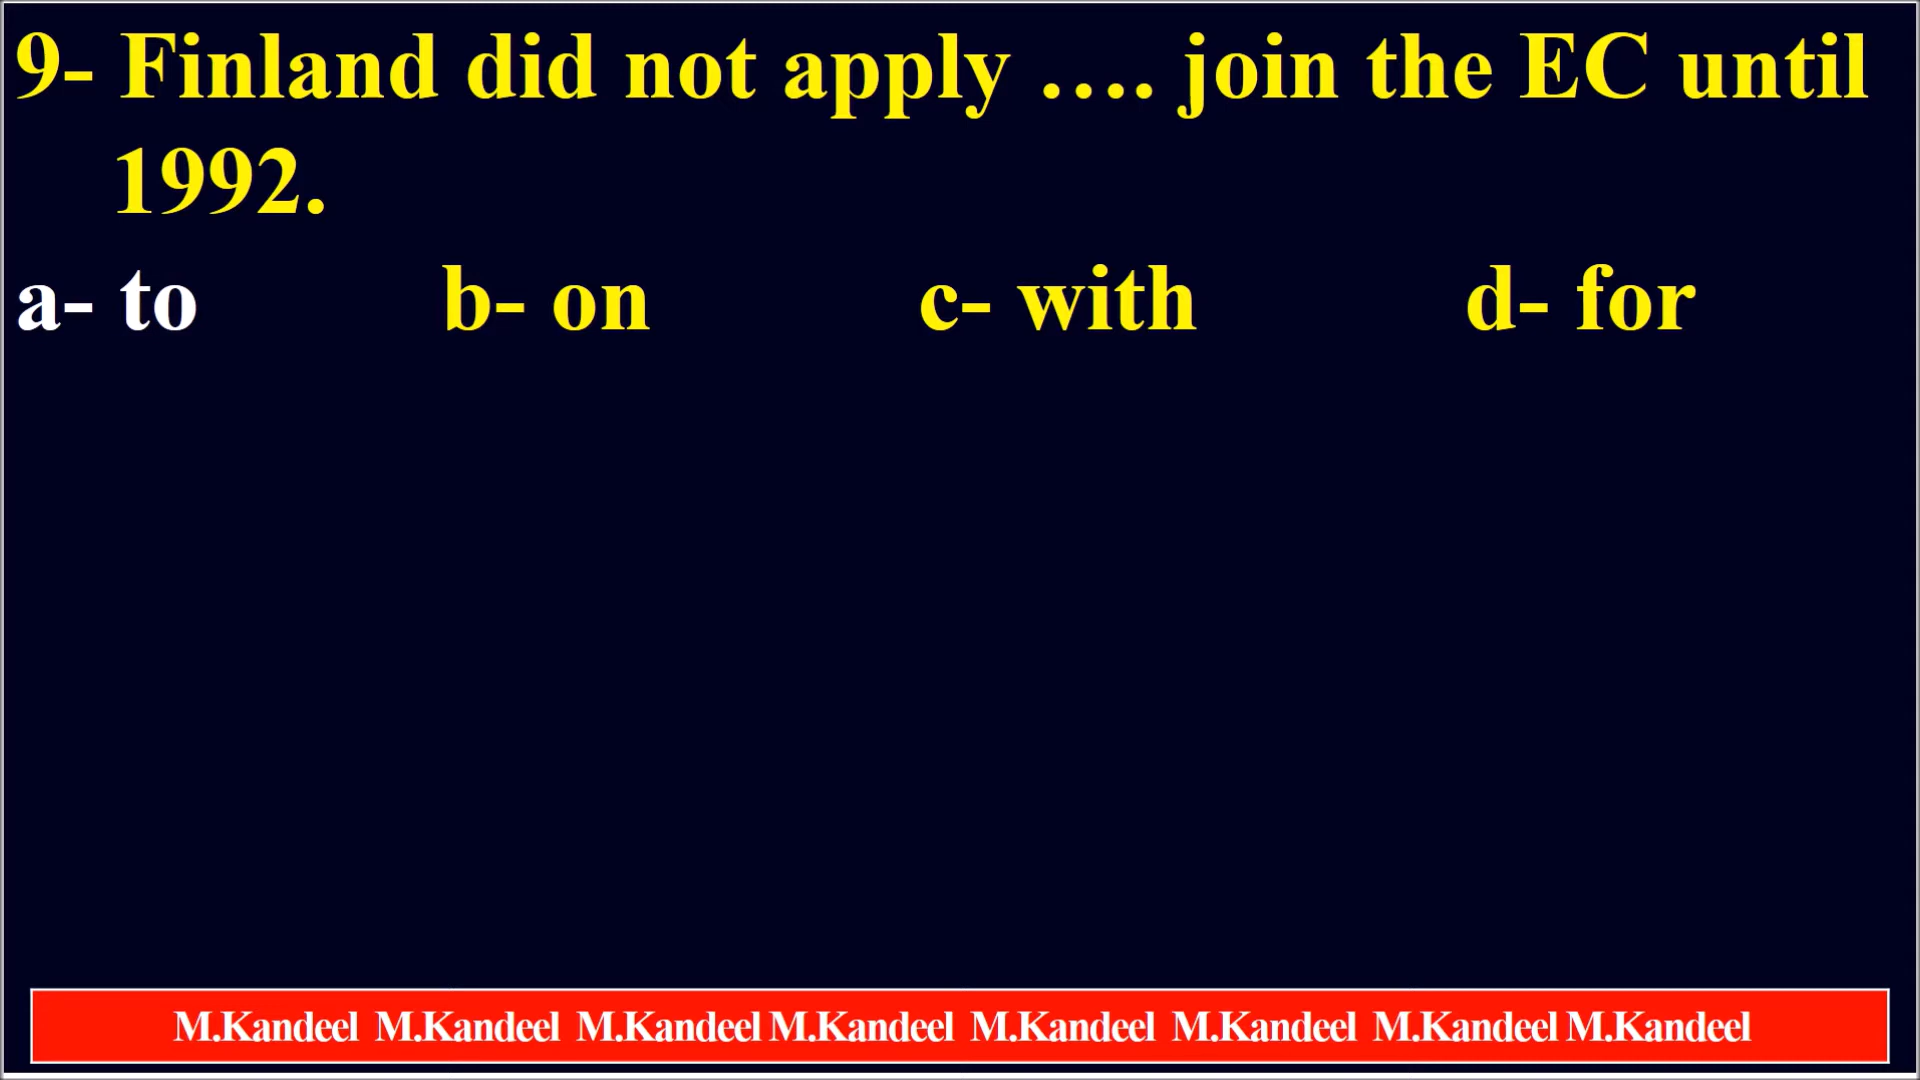 9- Finland did not apply …. join the EC until
1992.
a- to b- on c- with d- for
M.Kandeel M.Kandeel M.Kandeel M.Kandeel M.Kandeel M.Kandeel M.Kandeel M.Kandeel